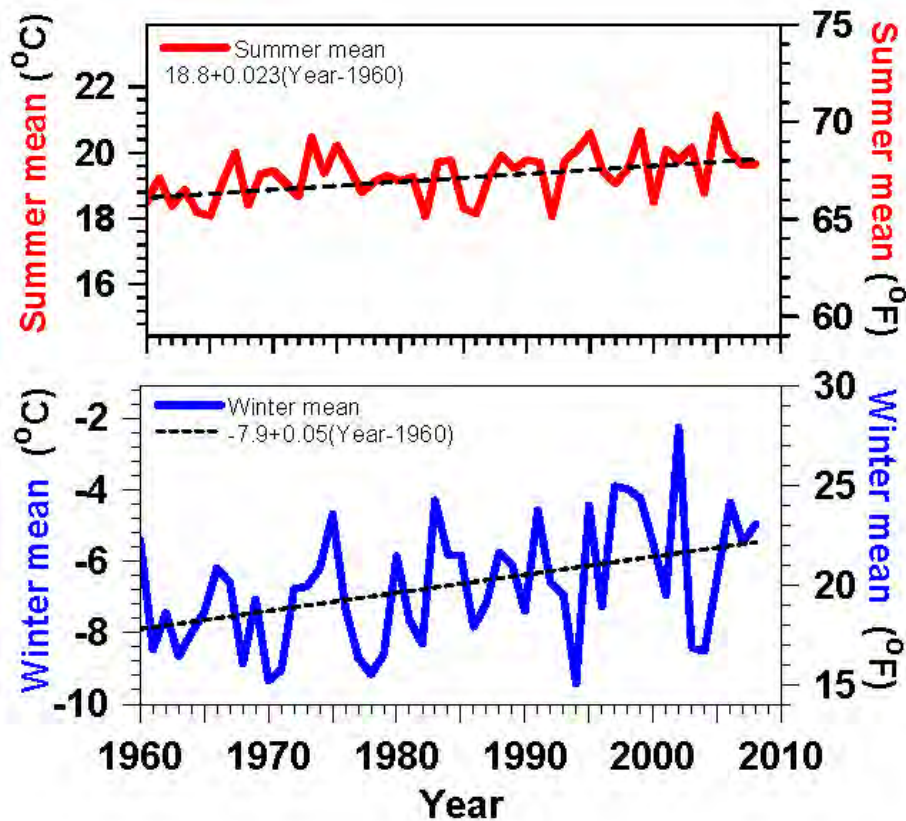 Summer mean (°C)
22
20
18
16
Summer mean
18.8+0.023(Year-1960)
75
70
65
60
Summer mean (°F)
Winter mean (°C)
-2
-4
-6
-8
-10
Winter mean
-7.9+0.05(Year-1960)
30
25
20
15
Winter mean (°F)
1960 1970 1980 1990 2000 2010
Year